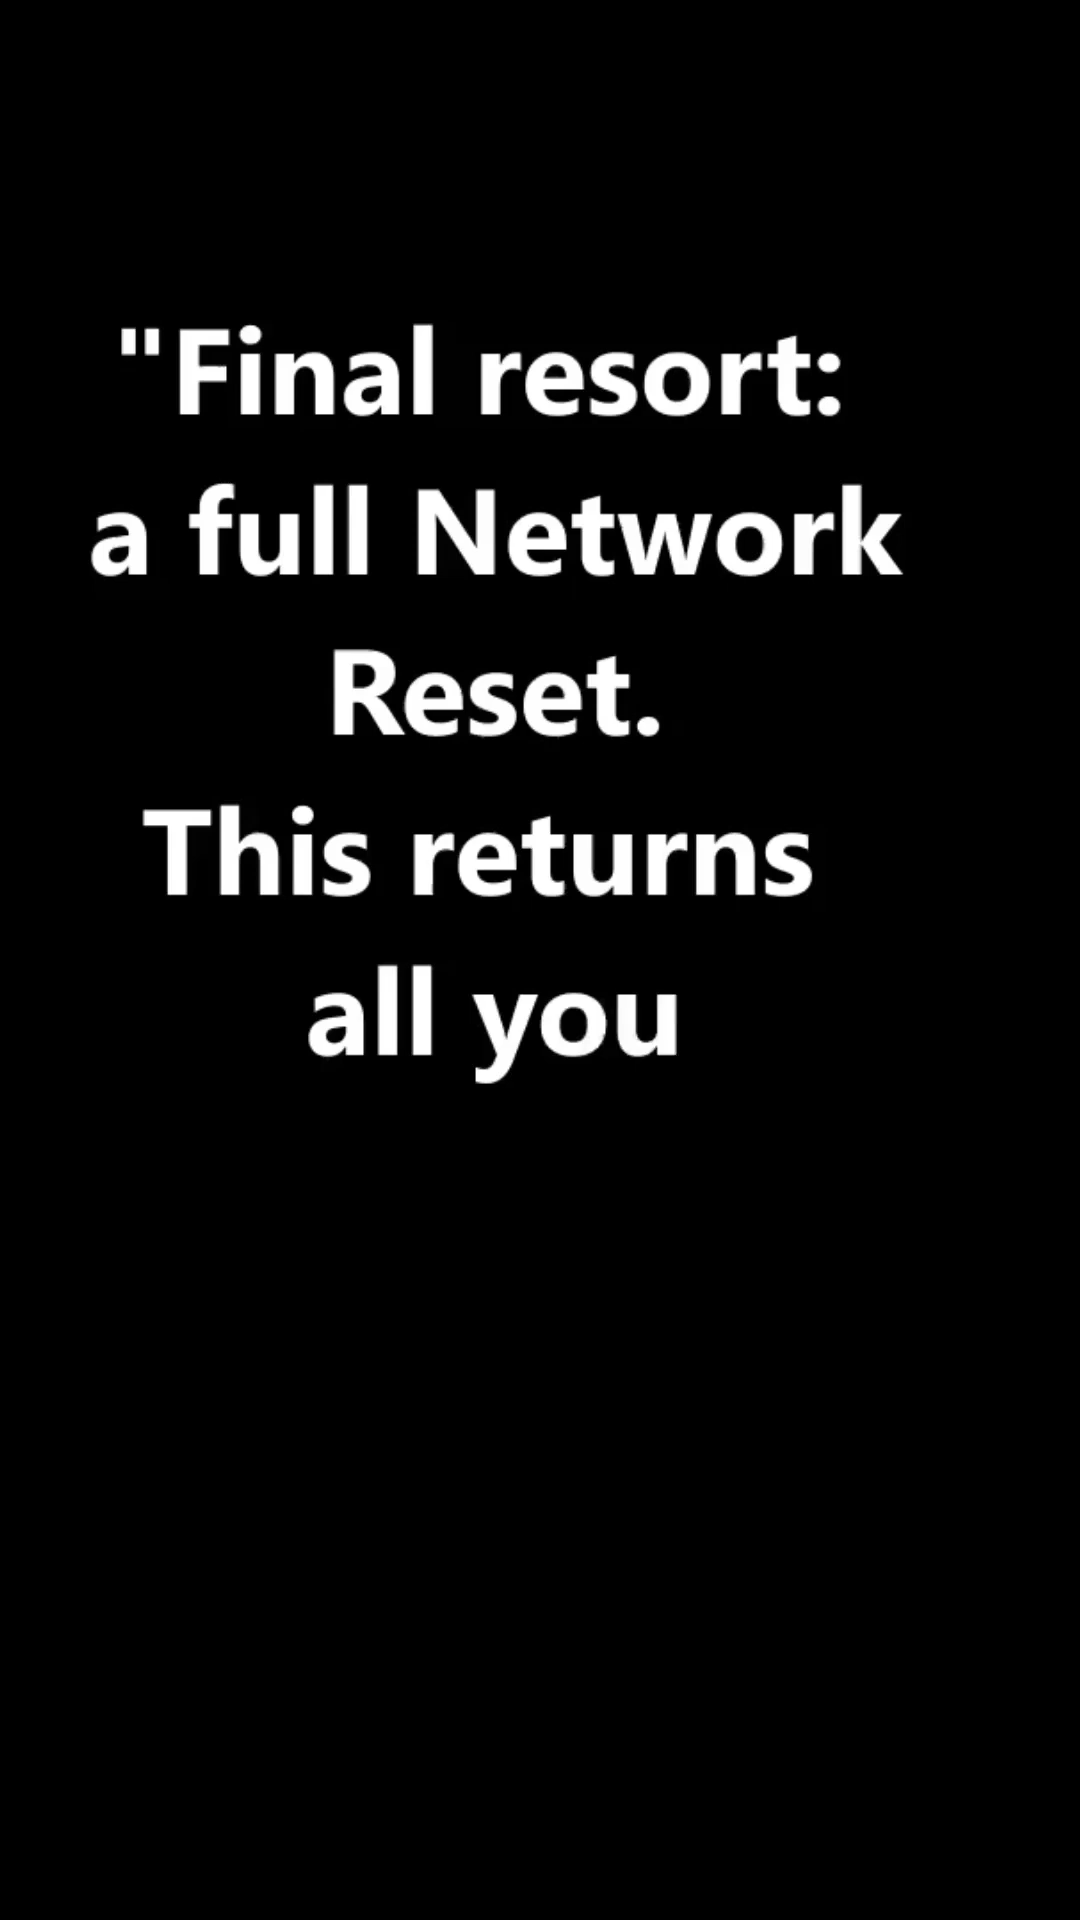 "Final resort:
a full Network
Reset.
This returns
all you